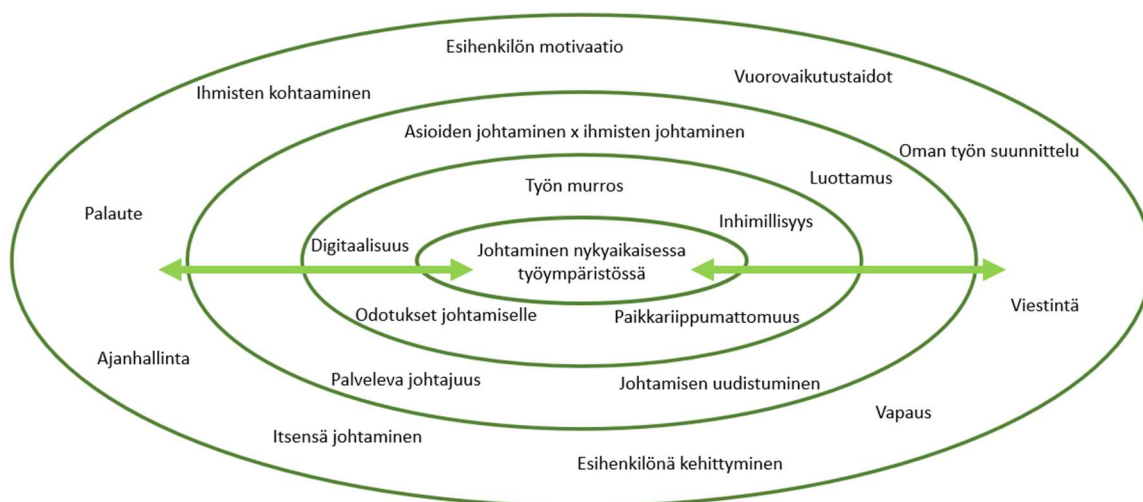 Esihenkilön motivaatio
Vuorovaikutustaidot
Ihmisten kohtaaminen
Asioiden johtaminen x ihmisten johtaminen
Oman työn suunnittelu
Luottamus
Työn murros
Palaute
Inhimillisyys
Digitaalisuus
Johtaminen nykyaikaisessa
työympäristössä
Viestintä
Odotukset johtamiselle
Paikkariippumattomuus
Ajanhallinta
Palveleva johtajuus
Johtamisen uudistuminen
Vapaus
Itsensä johtaminen
Esihenkilönä kehittyminen